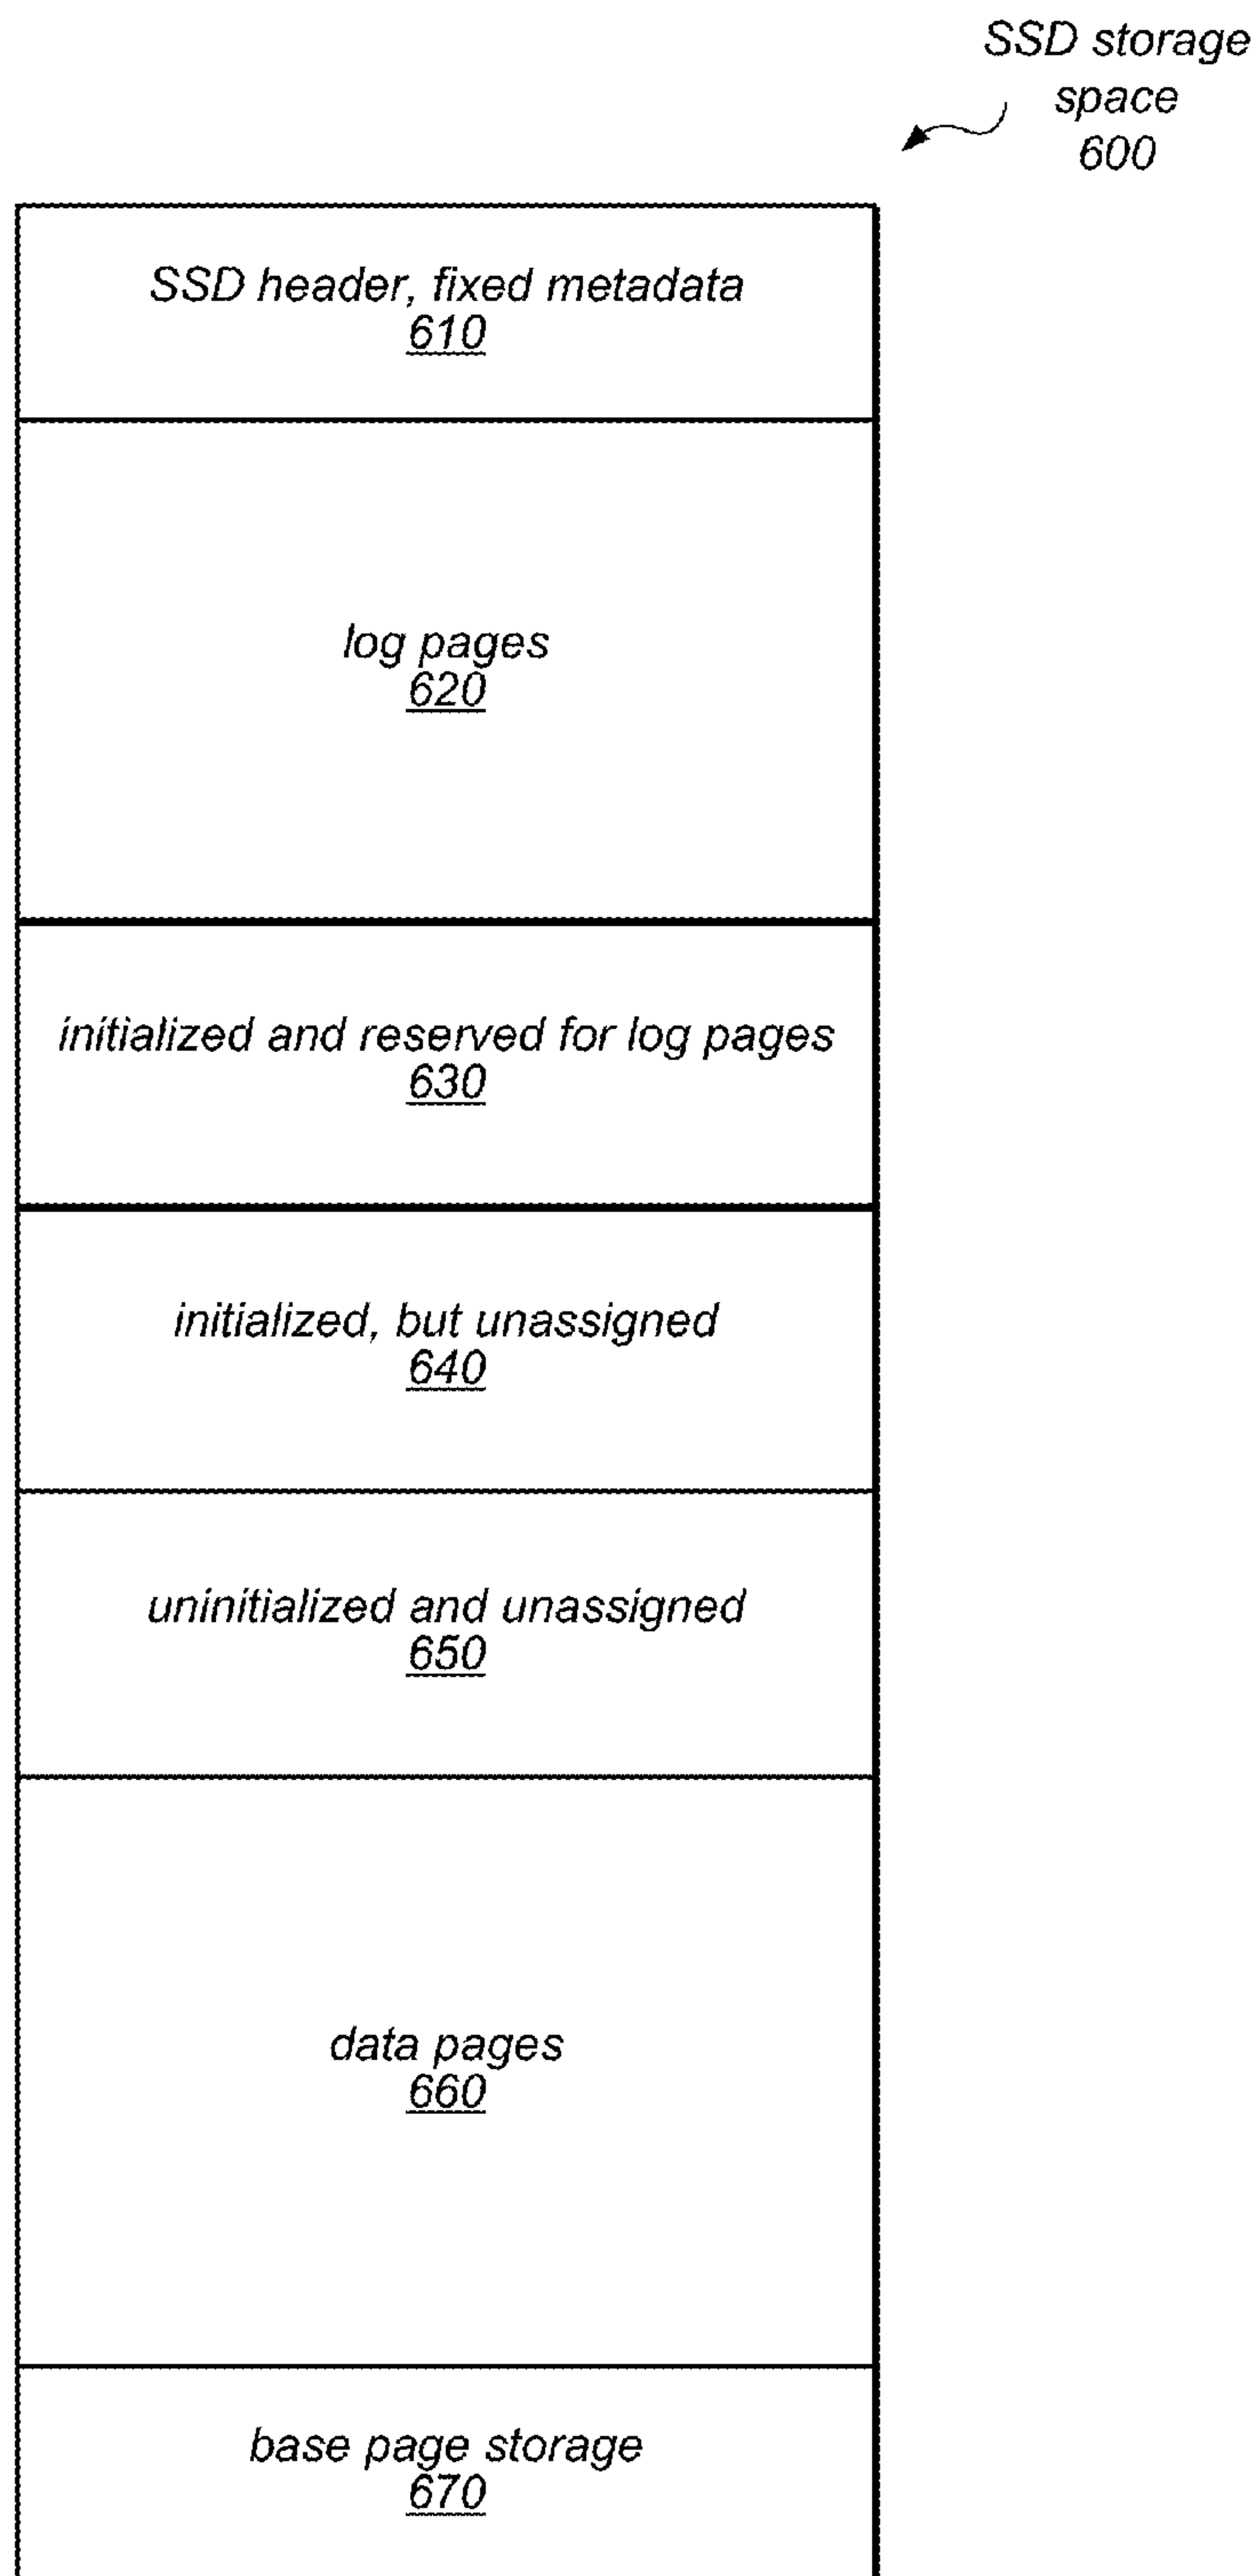 SSD storage
space
600
SSD header, fixed metadata
610
log pages
620
initialized and reserved for log pages
630
initialized, but unassigned
640
uninitialized and unassigned
650
data pages
660
base page storage
670